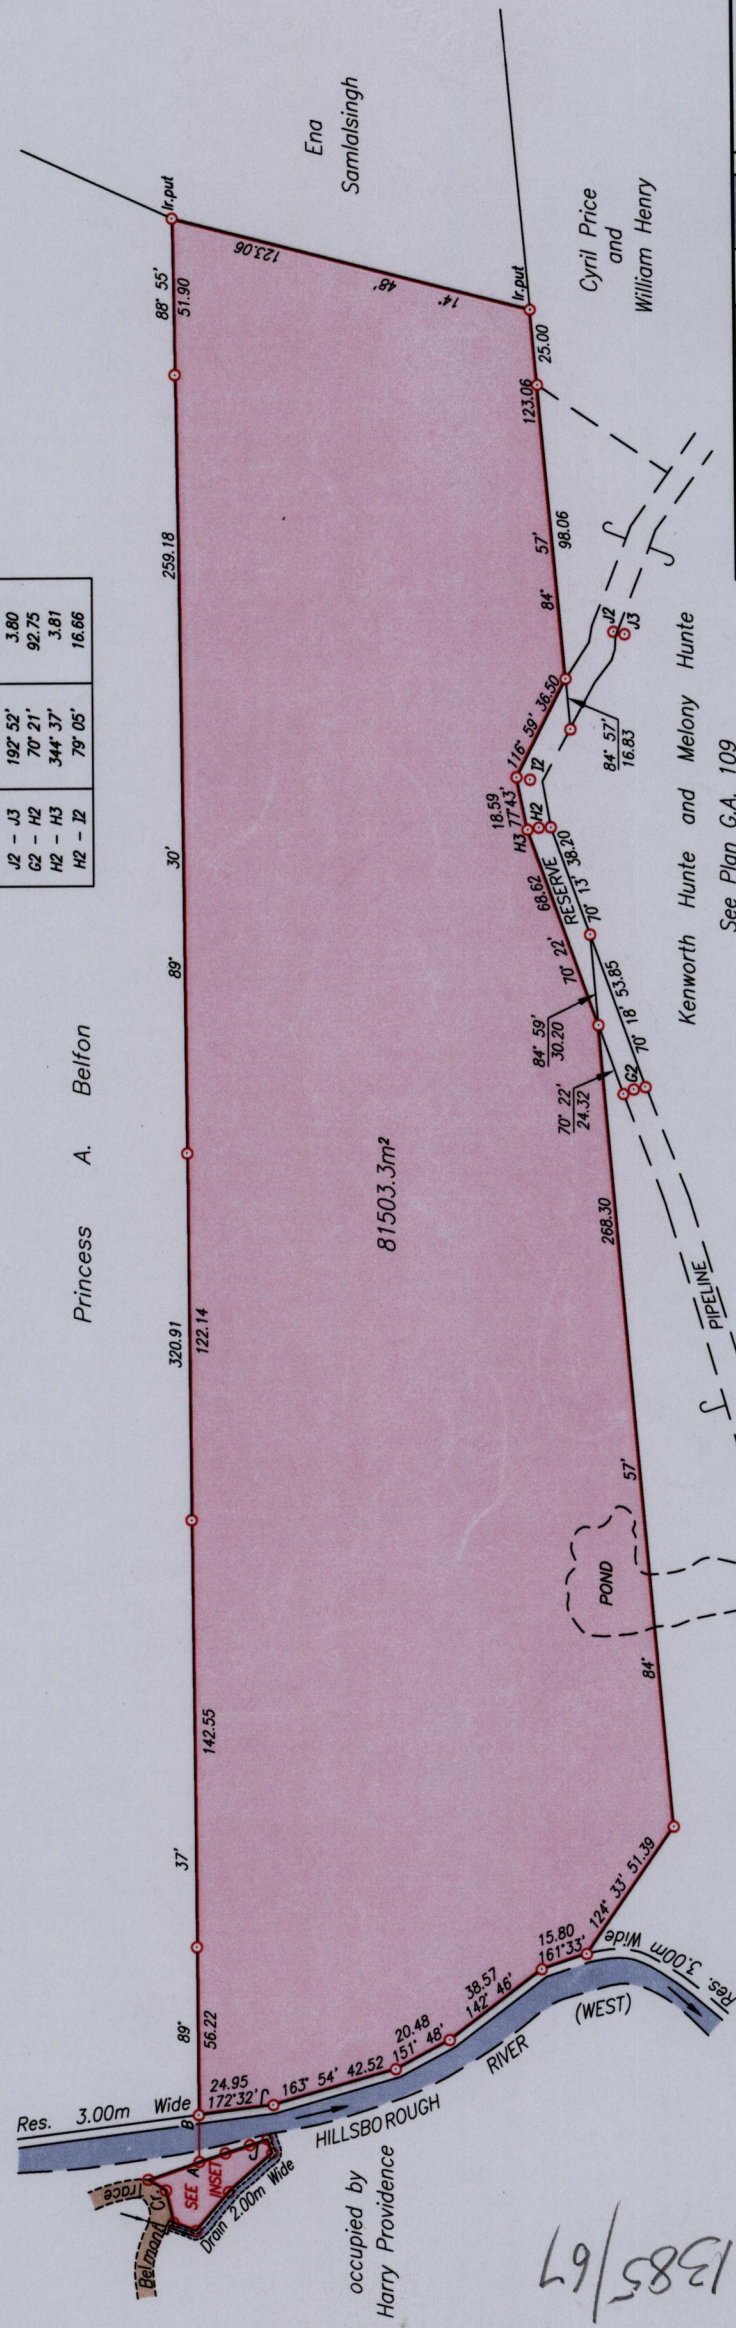 J2 - J3 192° 52' 3.80
G2 - H2 70° 21' 92.75
H2 - H3 344° 37' 3.81
H2 - I2 79° 05' 16.66
Princess A. Belfon
Ena
Samlalsingh
Cyril Price
and
William Henry
Ir.put
88° 55'
51.90
259.18
89° 30'
320.91
122.14
142.55
89° 37'
56.22
14° 48' 123.06
Ir.put
25.00
123.06
84° 57'
98.06
J2
J3
84° 57'
16.83
116° 59' 36.50
I2
18.59
77°43'
H3
H2
RESERVE
70° 22' 68.62
70° 13' 38.20
84° 59'
30.20
70° 18' 53.85
G2
70° 22'
24.32
81503.3m²
268.30
84° 57'
PIPELINE
POND
Kenworth Hunte and Melony Hunte
See Plan G.A. 109
124° 33' 51.39
15.80
161°33'
38.57
142° 46'
20.48
151° 48'
163° 54' 42.52
24.95
172°32'
Res. 3.00m Wide
Res. 3.00m Wide
B
A
HILLSBOROUGH RIVER (WEST)
SEE
INSET
Belmont Cr. Trace
Drain 2.00m Wide
occupied by
Harry Providence
1385/67